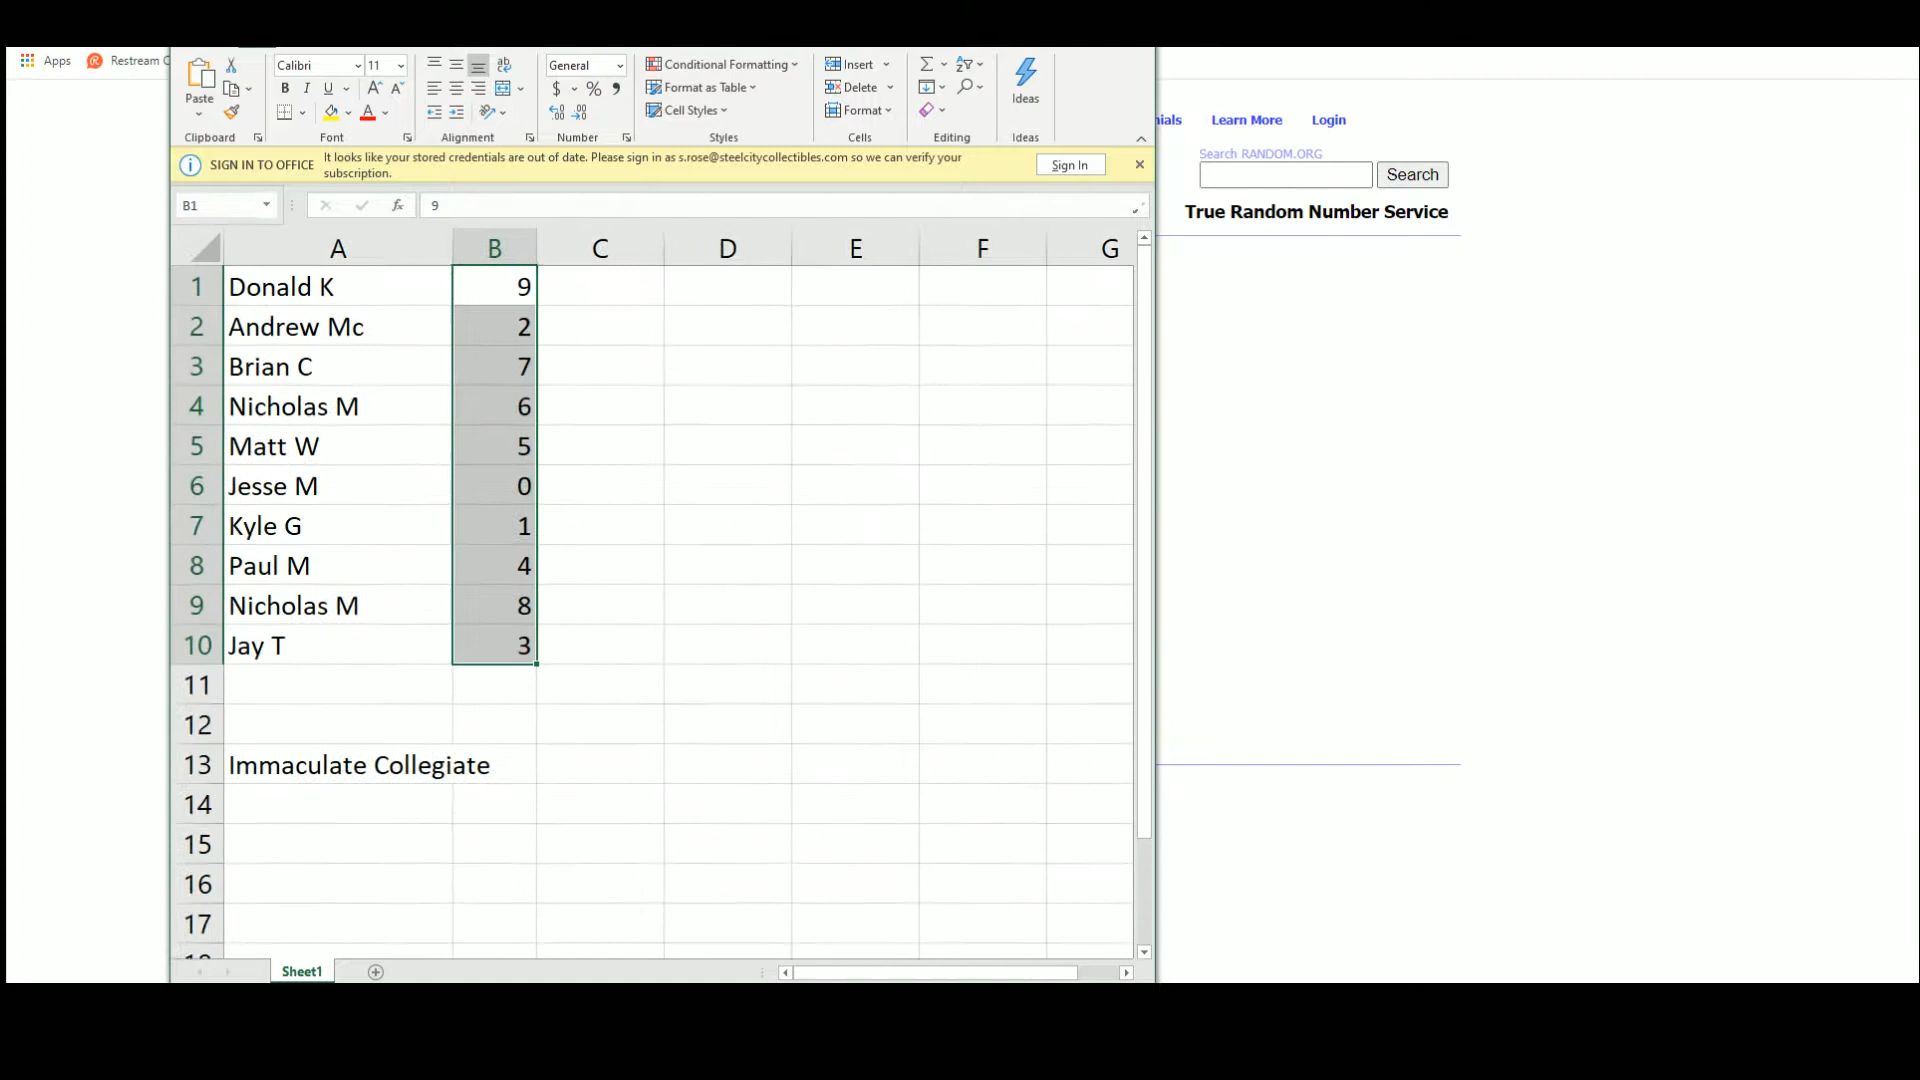 Apps Restream C
Calibri 11 General Conditional Formatting Insert
Paste B I U $ % , Format as Table Delete Ideas
Cell Styles Format
Clipboard Font Alignment Number Styles Cells Editing Ideas
SIGN IN TO OFFICE It looks like your stored credentials are out of date. Please sign in as s.rose@steelcitycollectibles.com so we can verify your
subscription.
Sign In
B1 fx 9
A B C D E F G
1 Donald K 9
2 Andrew Mc 2
3 Brian C 7
4 Nicholas M 6
5 Matt W 5
6 Jesse M 0
7 Kyle G 1
8 Paul M 4
9 Nicholas M 8
10 Jay T 3
11
12
13 Immaculate Collegiate
14
15
16
17
Sheet1
nials Learn More Login
Search RANDOM.ORG
Search
True Random Number Service